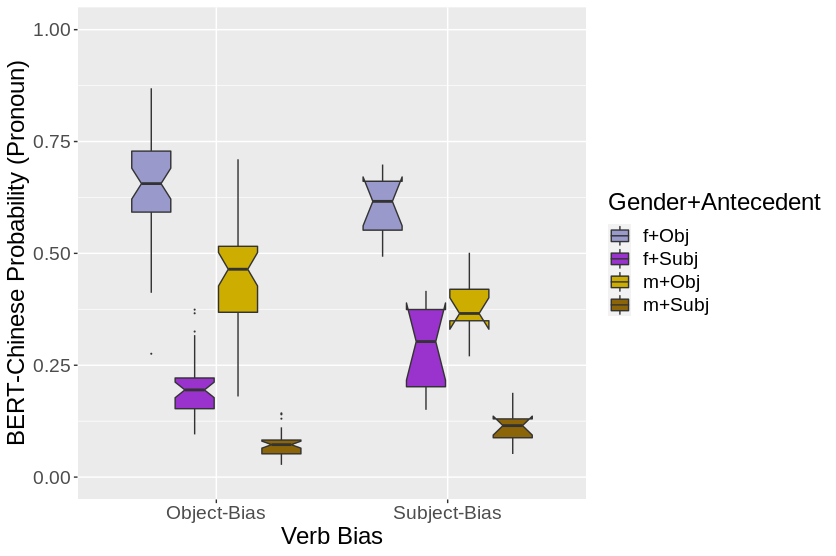 BERT-Chinese Probability (Pronoun)
1.00
0.75
0.50
0.25
0.00
Object-Bias
Subject-Bias
Verb Bias
Gender+Antecedent
f+Obj
f+Subj
m+Obj
m+Subj